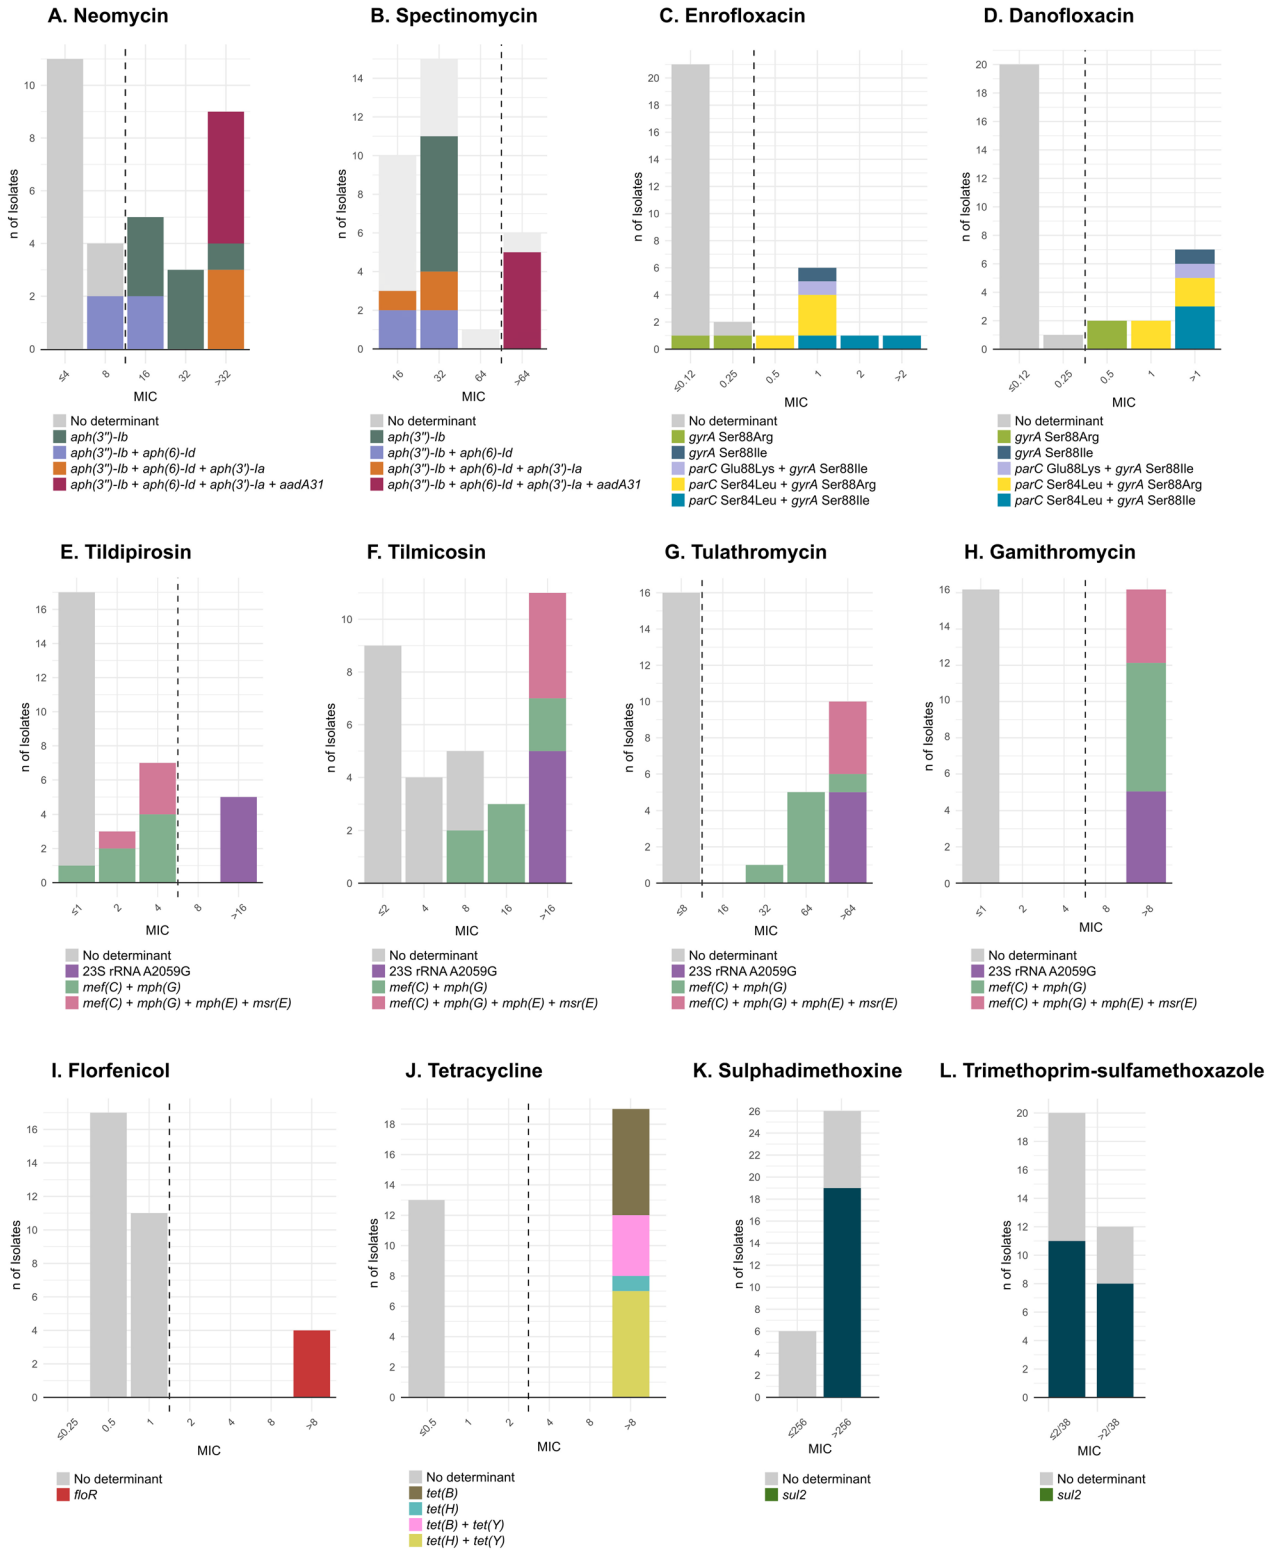 A. Neomycin
B. Spectinomycin
C. Enrofloxacin
D. Danofloxacin
n of Isolates
10
8
6
4
2
0
≤4
8
16
32
>32
MIC
No determinant
aph(3")-Ib
aph(3")-Ib + aph(6)-Id
aph(3")-Ib + aph(6)-Id + aph(3')-Ia
aph(3")-Ib + aph(6)-Id + aph(3')-Ia + aadA31
n of Isolates
14
12
10
8
6
4
2
0
16
32
64
>64
MIC
No determinant
aph(3")-Ib
aph(3")-Ib + aph(6)-Id
aph(3")-Ib + aph(6)-Id + aph(3')-Ia
aph(3")-Ib + aph(6)-Id + aph(3')-Ia + aadA31
n of Isolates
20
18
16
14
12
10
8
6
4
2
0
≤0.12
0.25
0.5
1
2
>2
MIC
No determinant
gyrA Ser88Arg
gyrA Ser88Ile
parC Glu88Lys + gyrA Ser88Ile
parC Ser84Leu + gyrA Ser88Arg
parC Ser84Leu + gyrA Ser88Ile
n of Isolates
20
18
16
14
12
10
8
6
4
2
0
≤0.12
0.25
0.5
1
>1
MIC
No determinant
gyrA Ser88Arg
gyrA Ser88Ile
parC Glu88Lys + gyrA Ser88Ile
parC Ser84Leu + gyrA Ser88Arg
parC Ser84Leu + gyrA Ser88Ile
E. Tildipirosin
F. Tilmicosin
G. Tulathromycin
H. Gamithromycin
n of Isolates
16
14
12
10
8
6
4
2
0
≤1
2
4
8
>16
MIC
No determinant
23S rRNA A2059G
mef(C) + mph(G)
mef(C) + mph(G) + mph(E) + msr(E)
n of Isolates
10
8
6
4
2
0
≤2
4
8
16
>16
MIC
No determinant
23S rRNA A2059G
mef(C) + mph(G)
mef(C) + mph(G) + mph(E) + msr(E)
n of Isolates
16
14
12
10
8
6
4
2
0
≤8
16
32
64
>64
MIC
No determinant
23S rRNA A2059G
mef(C) + mph(G)
mef(C) + mph(G) + mph(E) + msr(E)
n of Isolates
16
14
12
10
8
6
4
2
0
≤1
2
4
8
>8
MIC
No determinant
23S rRNA A2059G
mef(C) + mph(G)
mef(C) + mph(G) + mph(E) + msr(E)
I. Florfenicol
J. Tetracycline
K. Sulphadimethoxine
L. Trimethoprim-sulfamethoxazole
n of Isolates
16
14
12
10
8
6
4
2
0
≤0.25
0.5
1
2
4
8
>8
MIC
No determinant
floR
n of Isolates
18
16
14
12
10
8
6
4
2
0
≤0.5
1
2
4
8
>8
MIC
No determinant
tet(B)
tet(H)
tet(B) + tet(Y)
tet(H) + tet(Y)
n of Isolates
26
24
22
20
18
16
14
12
10
8
6
4
2
0
≤256
>256
MIC
No determinant
sul2
n of Isolates
20
18
16
14
12
10
8
6
4
2
0
≤2/38
>2/38
MIC
No determinant
sul2